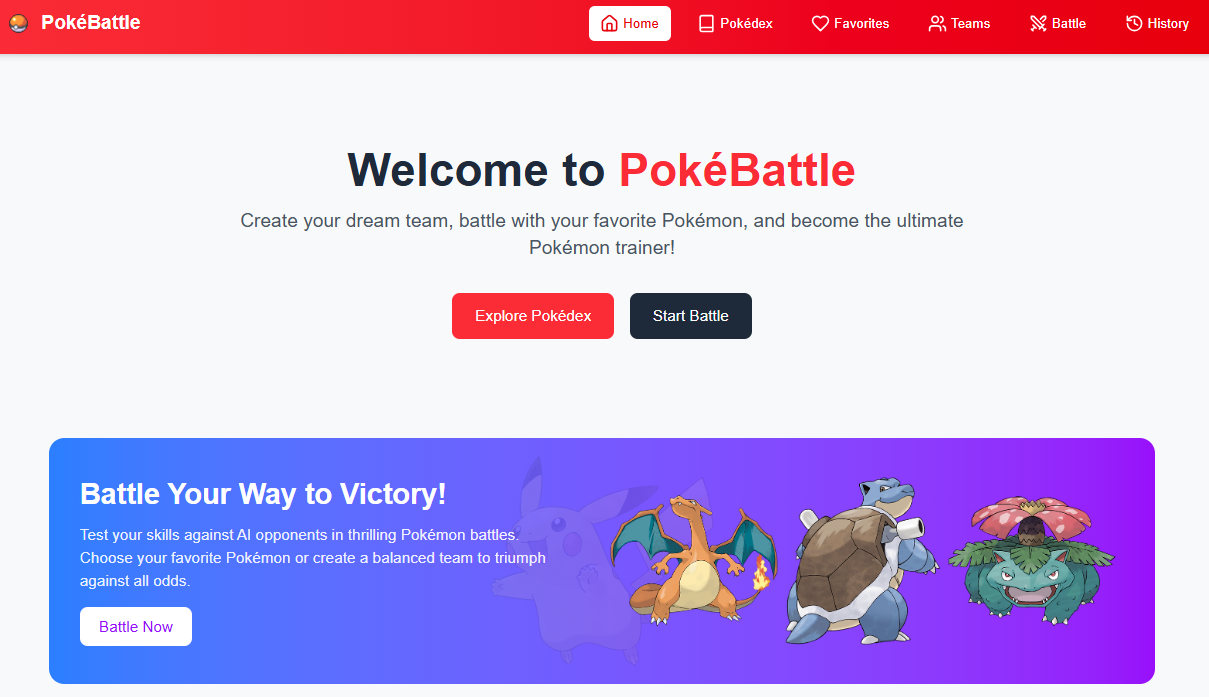 PokéBattle
Home
Pokédex
Favorites
Teams
Battle
History
Welcome to PokéBattle
Create your dream team, battle with your favorite Pokémon, and become the ultimate
Pokémon trainer!
Explore Pokédex
Start Battle
Battle Your Way to Victory!
Test your skills against AI opponents in thrilling Pokémon battles.
Choose your favorite Pokémon or create a balanced team to triumph
against all odds.
Battle Now